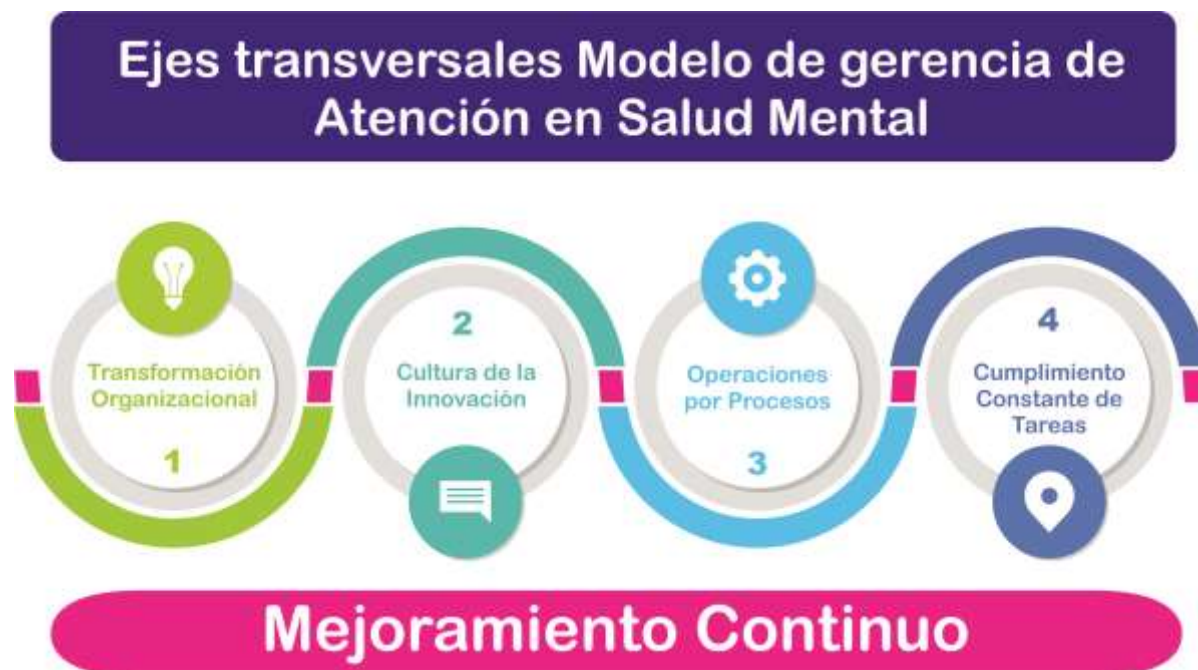 Ejes transversales Modelo de gerencia de
Atención en Salud Mental
Transformación
Organizacional
1
2
Cultura de la
Innovación
Operaciones
por Procesos
3
4
Cumplimiento
Constante de
Tareas
Mejoramiento Continuo